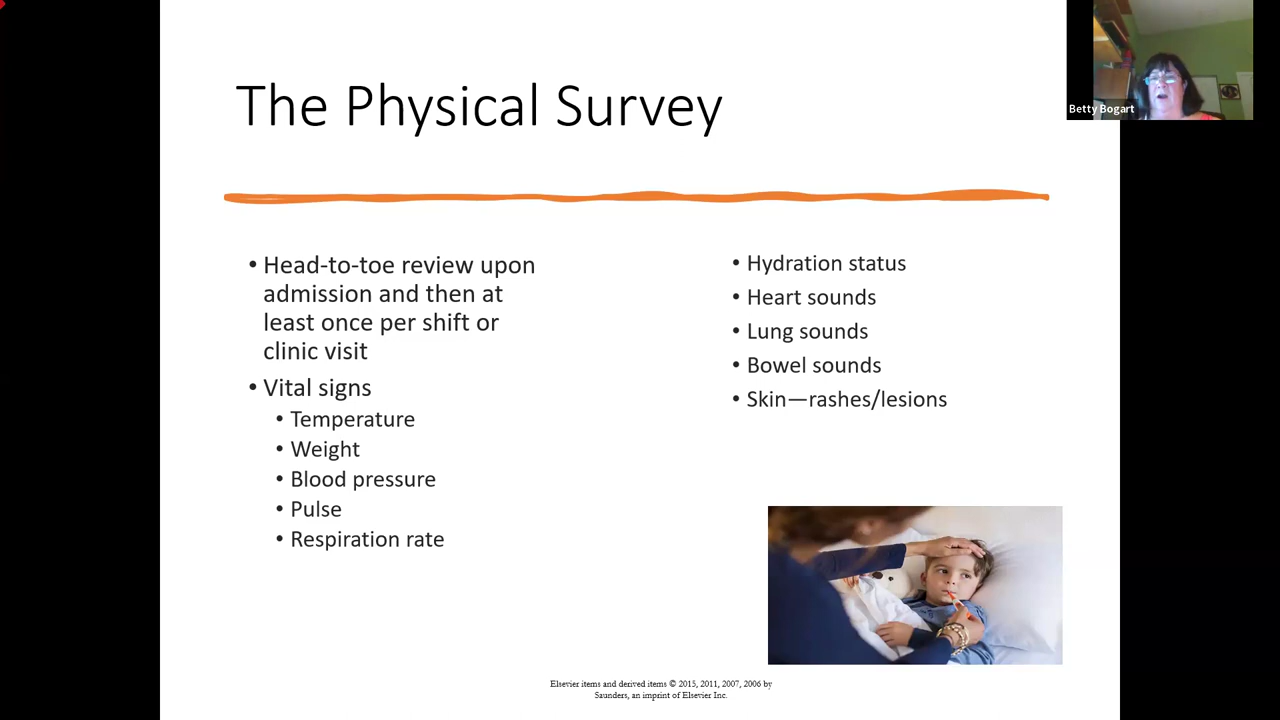 The Physical Survey
Betty Bogart
• Head-to-toe review upon
admission and then at
least once per shift or
clinic visit
• Vital signs
• Temperature
• Weight
• Blood pressure
• Pulse
• Respiration rate
• Hydration status
• Heart sounds
• Lung sounds
• Bowel sounds
• Skin—rashes/lesions
Elsevier items and derived items © 2015, 2011, 2007, 2006 by
Saunders, an imprint of Elsevier Inc.